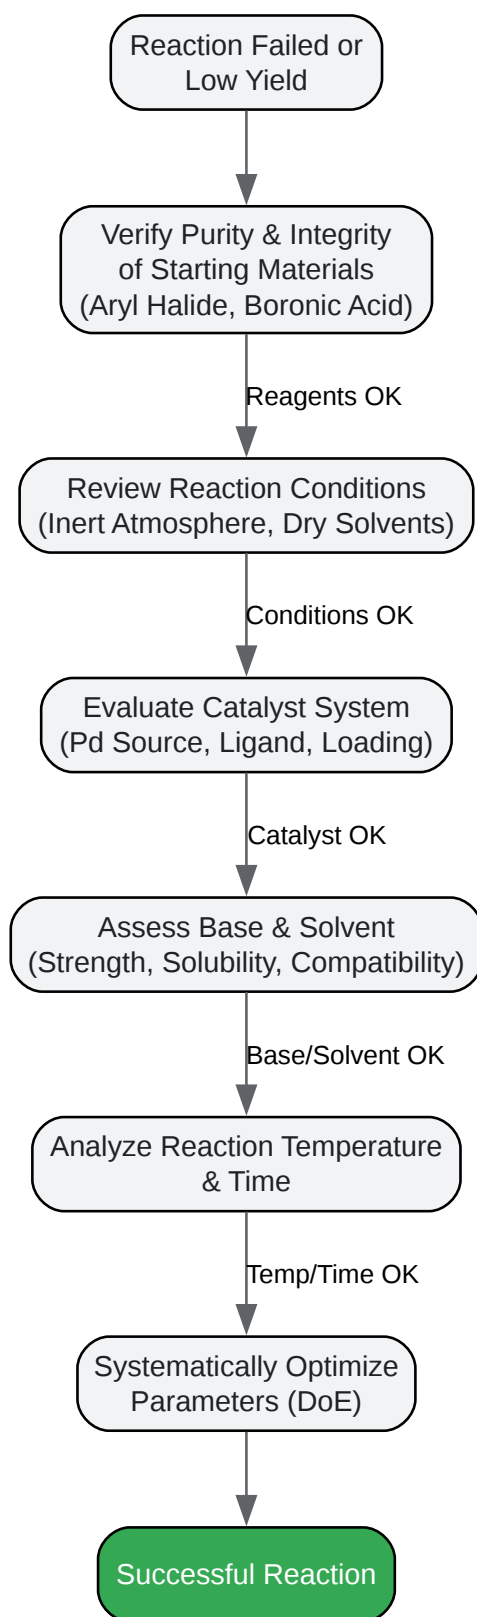 Reaction Failed or
Low Yield
Verify Purity & Integrity
of Starting Materials
(Aryl Halide, Boronic Acid)
Reagents OK
Review Reaction Conditions
(Inert Atmosphere, Dry Solvents)
Conditions OK
Evaluate Catalyst System
(Pd Source, Ligand, Loading)
Catalyst OK
Assess Base & Solvent
(Strength, Solubility, Compatibility)
Base/Solvent OK
Analyze Reaction Temperature
& Time
Temp/Time OK
Systematically Optimize
Parameters (DoE)
Successful Reaction